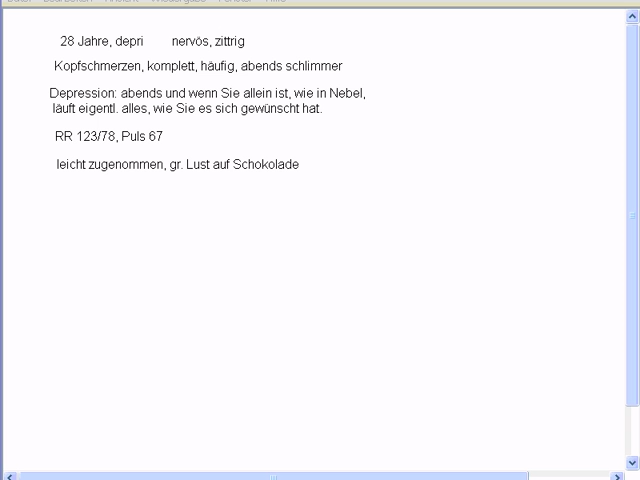 28 Jahre, depri nervös, zittrig
Kopfschmerzen, komplett, häufig, abends schlimmer
Depression: abends und wenn Sie allein ist, wie in Nebel,
läuft eigentl. alles, wie Sie es sich gewünscht hat.
RR 123/78, Puls 67
leicht zugenommen, gr. Lust auf Schokolade